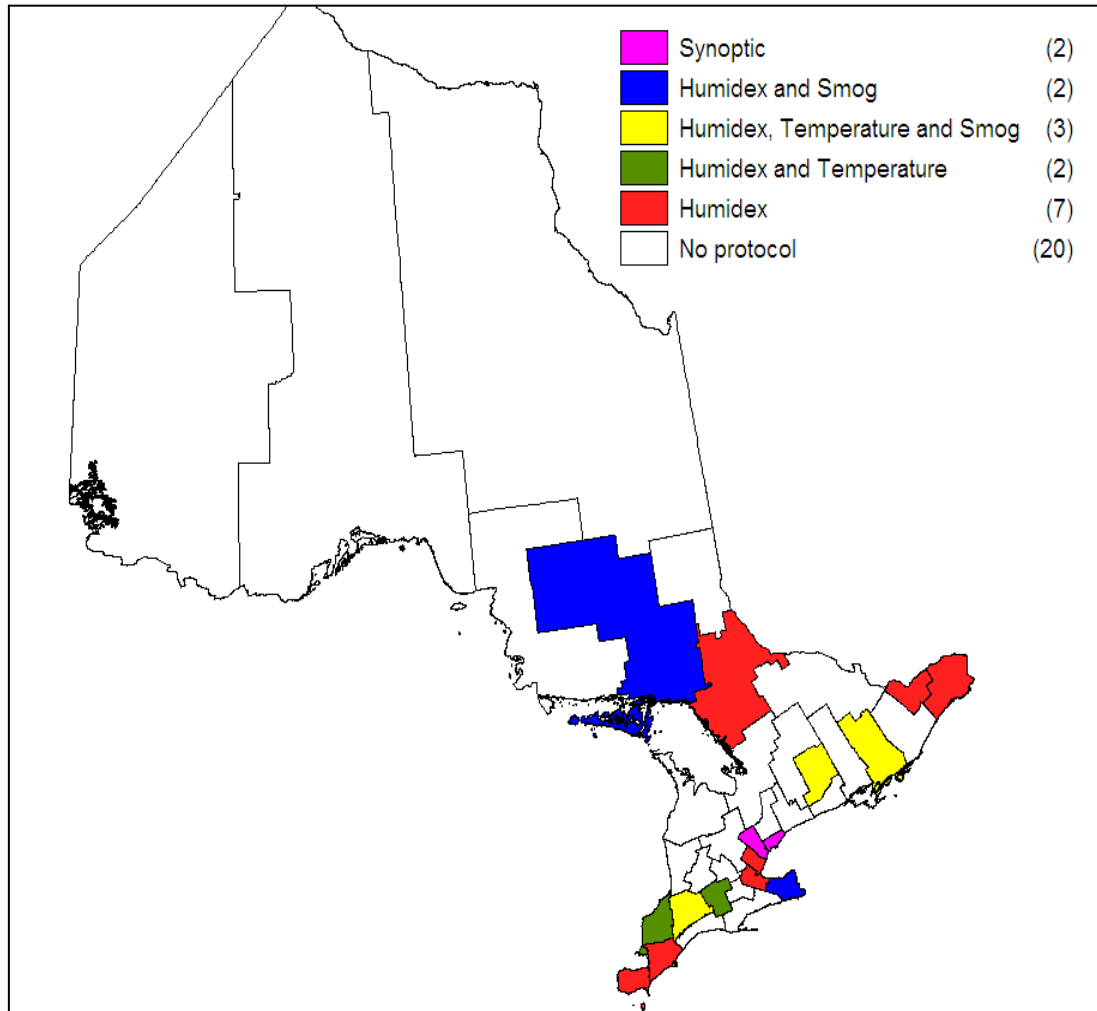 Synoptic (2)
Humidex and Smog (2)
Humidex, Temperature and Smog (3)
Humidex and Temperature (2)
Humidex (7)
No protocol (20)